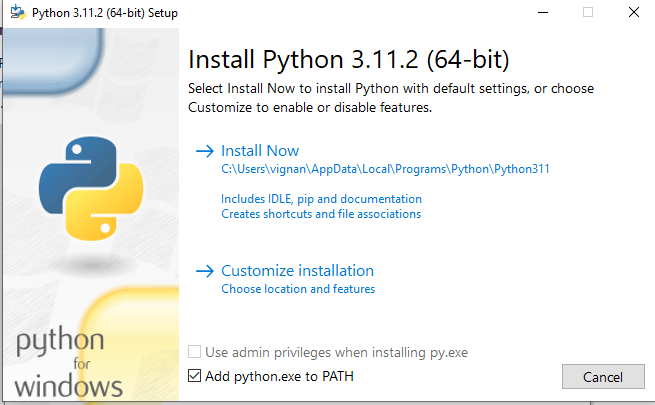 Python 3.11.2 (64-bit) Setup
Install Python 3.11.2 (64-bit)
Select Install Now to install Python with default settings, or choose
Customize to enable or disable features.
Install Now
C:\Users\vignan\AppData\Local\Programs\Python\Python311
Includes IDLE, pip and documentation
Creates shortcuts and file associations
Customize installation
Choose location and features
python
for
windows
Use admin privileges when installing py.exe
Add python.exe to PATH
Cancel